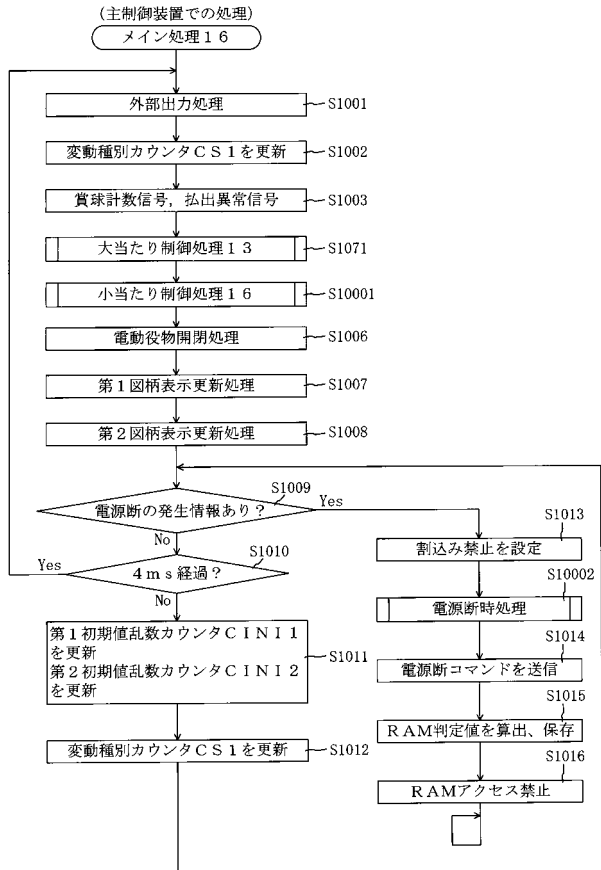 (主制御装置での処理)
メイン処理16
外部出力処理
S1001
変動種別カウンタCS1を更新
S1002
賞球計数信号,払出異常信号
S1003
大当たり制御処理13
S1071
小当たり制御処理16
S10001
電動役物開閉処理
S1006
第1図柄表示更新処理
S1007
第2図柄表示更新処理
S1008
電源断の発生情報あり?
S1009
Yes
No
4ms経過?
S1010
Yes
No
第1初期値乱数カウンタCINI1
を更新
第2初期値乱数カウンタCINI2
を更新
S1011
変動種別カウンタCS1を更新
S1012
割込み禁止を設定
S1013
電源断時処理
S10002
電源断コマンドを送信
S1014
RAM判定値を算出、保存
S1015
RAMアクセス禁止
S1016